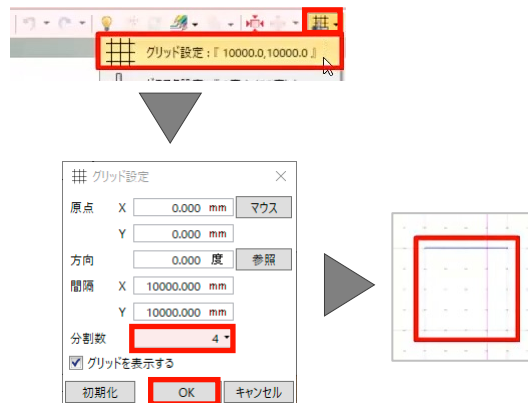 グリッド設定 :『 10000.0,10000.0 』
グリッド設定
原点 X 0.000 mm マウス
Y 0.000 mm
方向 0.000 度 参照
間隔 X 10000.000 mm
Y 10000.000 mm
分割数 4
グリッドを表示する
初期化 OK キャンセル